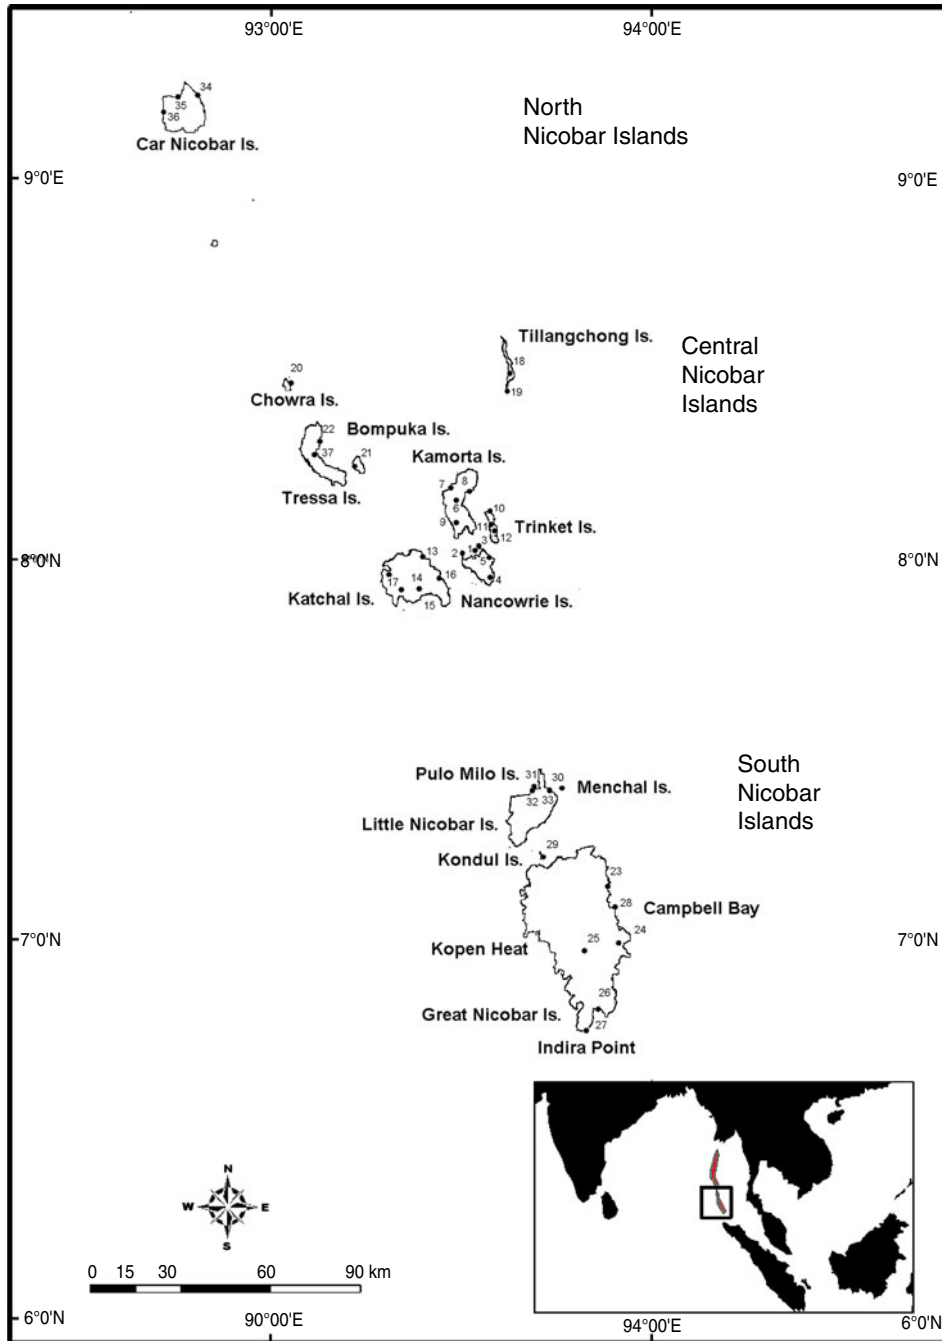 93°00'E
94°00'E
34
35
36
Car Nicobar Is.
North
Nicobar Islands
9°0'E
9°0'E
Tillangchong Is.
18
19
Central
Nicobar
Islands
20
Chowra Is.
22
Bompuka Is.
37
21
Tressa Is.
Kamorta Is.
7
8
6
9
10
11
Trinket Is.
12
3
1
2
5
4
8°0'N
8°0'N
13
17
14
16
15
Katchal Is.
Nancowrie Is.
Pulo Milo Is.
31
30
Menchal Is.
32
33
South
Nicobar
Islands
Little Nicobar Is.
29
Kondul Is.
23
28
Campbell Bay
24
25
7°0'N
7°0'N
Kopen Heat
26
Great Nicobar Is.
27
Indira Point
N
W
E
S
0 15 30 60 90 km
6°0'N
90°00'E
94°00'E
6°0'N